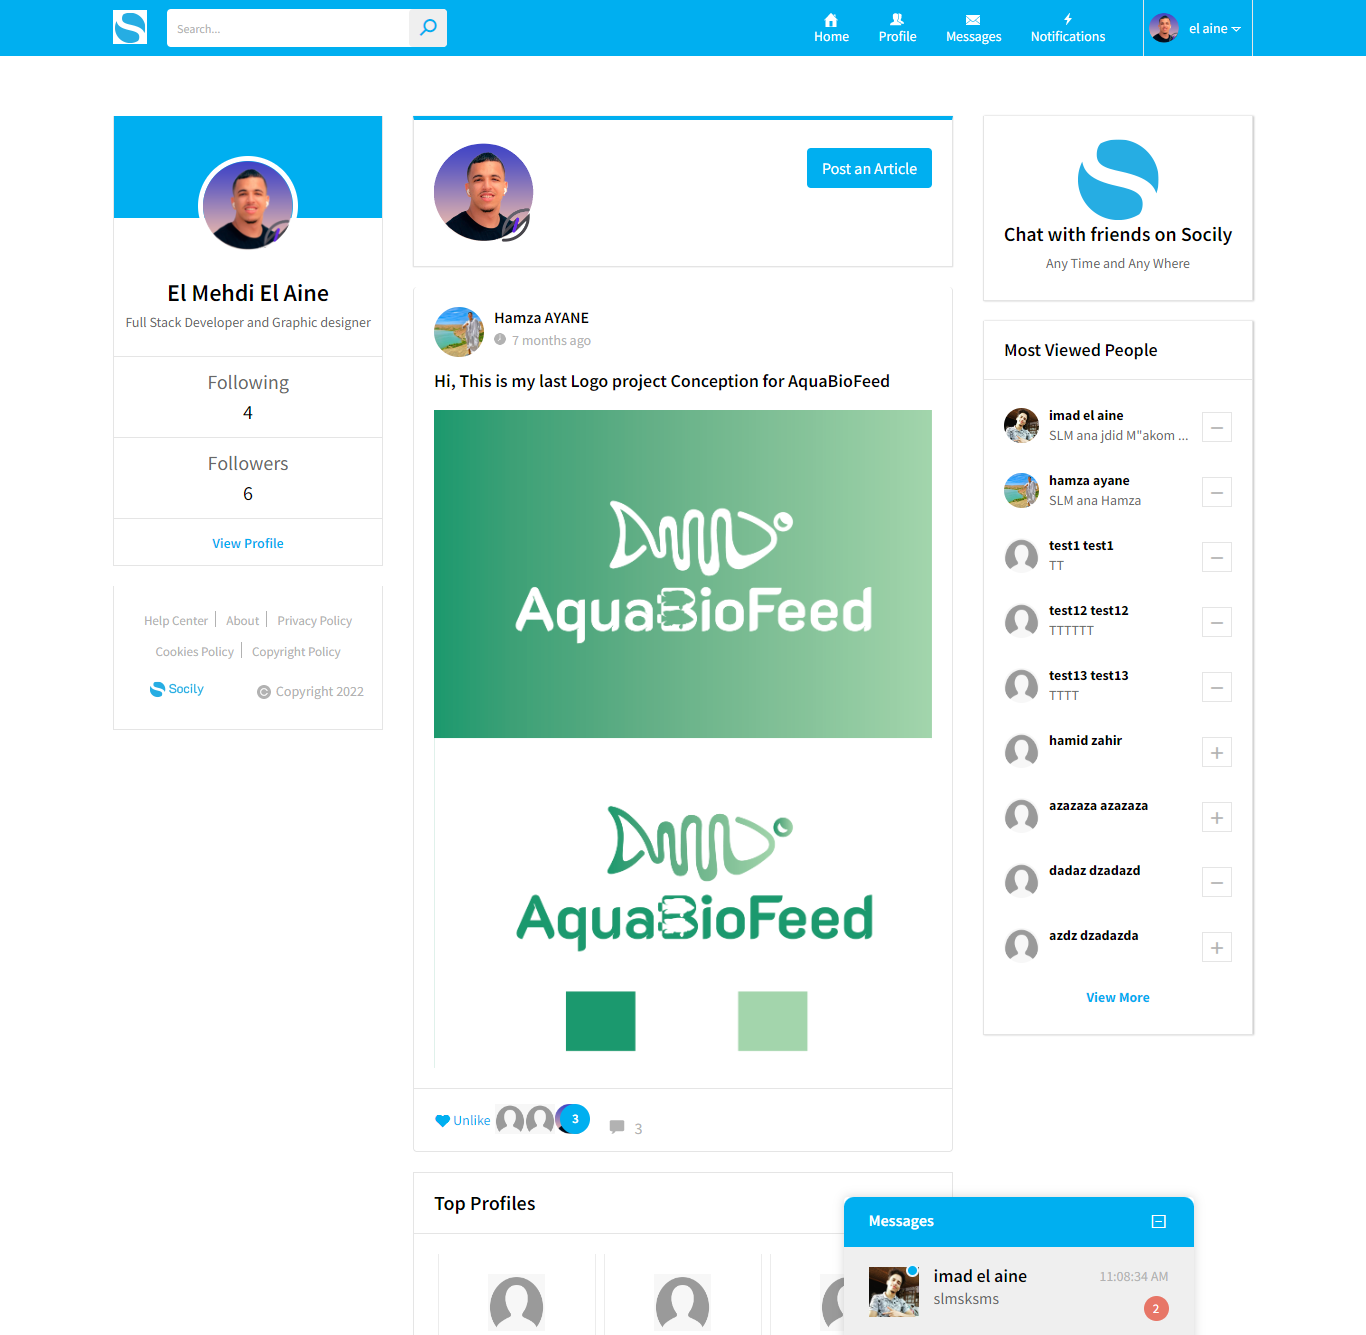 Search...
Home
Profile
Messages
Notifications
el aine
El Mehdi El Aine
Full Stack Developer and Graphic designer
Following
4
Followers
6
View Profile
Help Center
About
Privacy Policy
Cookies Policy
Copyright Policy
Socily
Copyright 2022
Post an Article
Hamza AYANE
7 months ago
Hi, This is my last Logo project Conception for AquaBioFeed
AquaBioFeed
AquaBioFeed
Unlike
3
3
Top Profiles
Chat with friends on Socily
Any Time and Any Where
Most Viewed People
imad el aine
SLM ana jdid M"akom ...
hamza ayane
SLM ana Hamza
test1 test1
TT
test12 test12
TTTTTT
test13 test13
TTTT
hamid zahir
azazaza azazaza
dadaz dzadazd
azdz dzadazda
View More
Messages
imad el aine
11:08:34 AM
slmsksms
2